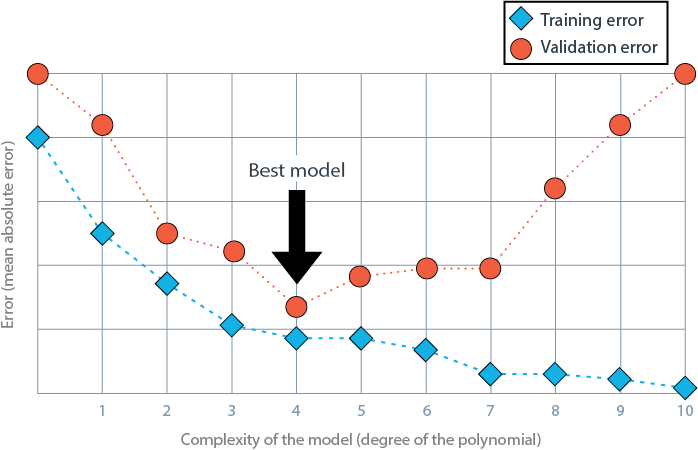 Training error
Validation error
Best model
Error (mean absolute error)
1 2 3 4 5 6 7 8 9 10
Complexity of the model (degree of the polynomial)